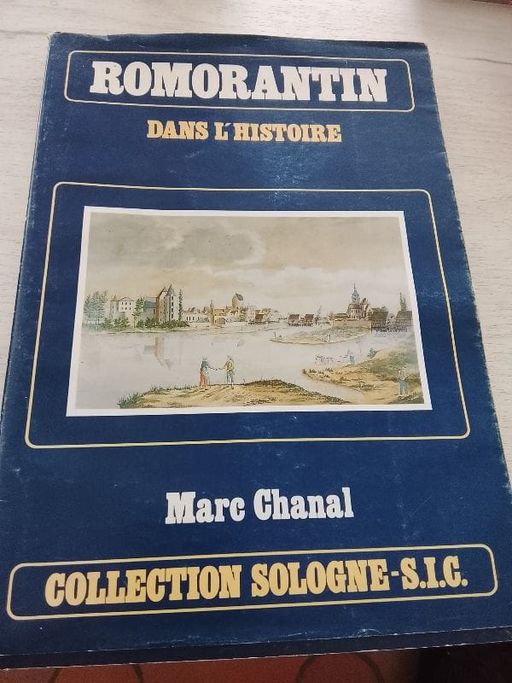 ROMORANTIN
DANS L'HISTOIRE
Marc Chanal
COLLECTION SOLOGNE-S.I.C.